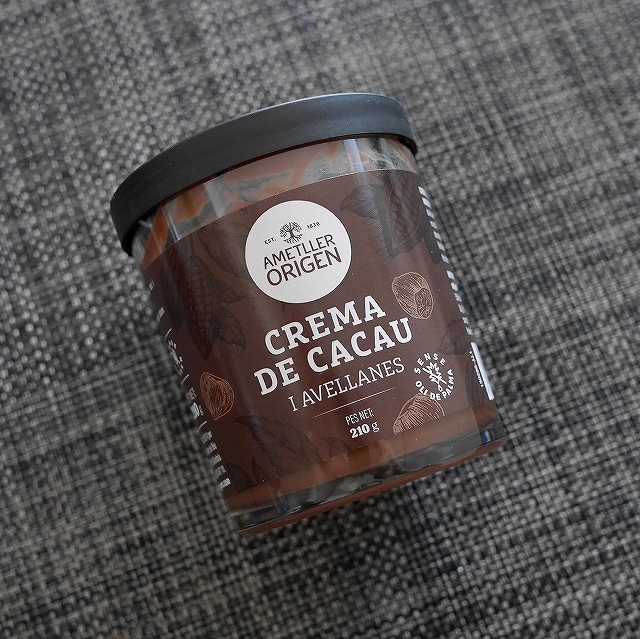 EST. 1830
AMETLLER
ORIGEN
CREMA
DE CACAU
I AVELLANES
SENSE
OLI DE PALMA
PES NET:
210 g